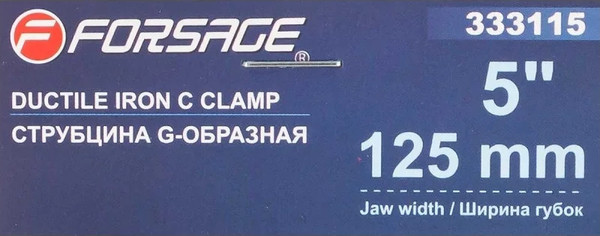 FORSAGE®
333115
DUCTILE IRON C CLAMP
СТРУБЦИНА G-ОБРАЗНАЯ
5"
125 mm
Jaw width / Ширина губок